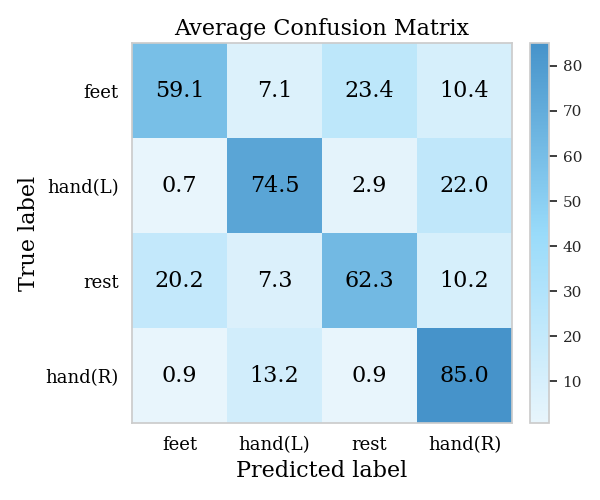 Average Confusion Matrix
feet 59.1 7.1 23.4 10.4
hand(L) 0.7 74.5 2.9 22.0
rest 20.2 7.3 62.3 10.2
hand(R) 0.9 13.2 0.9 85.0
feet hand(L) rest hand(R)
Predicted label
True label
80
70
60
50
40
30
20
10